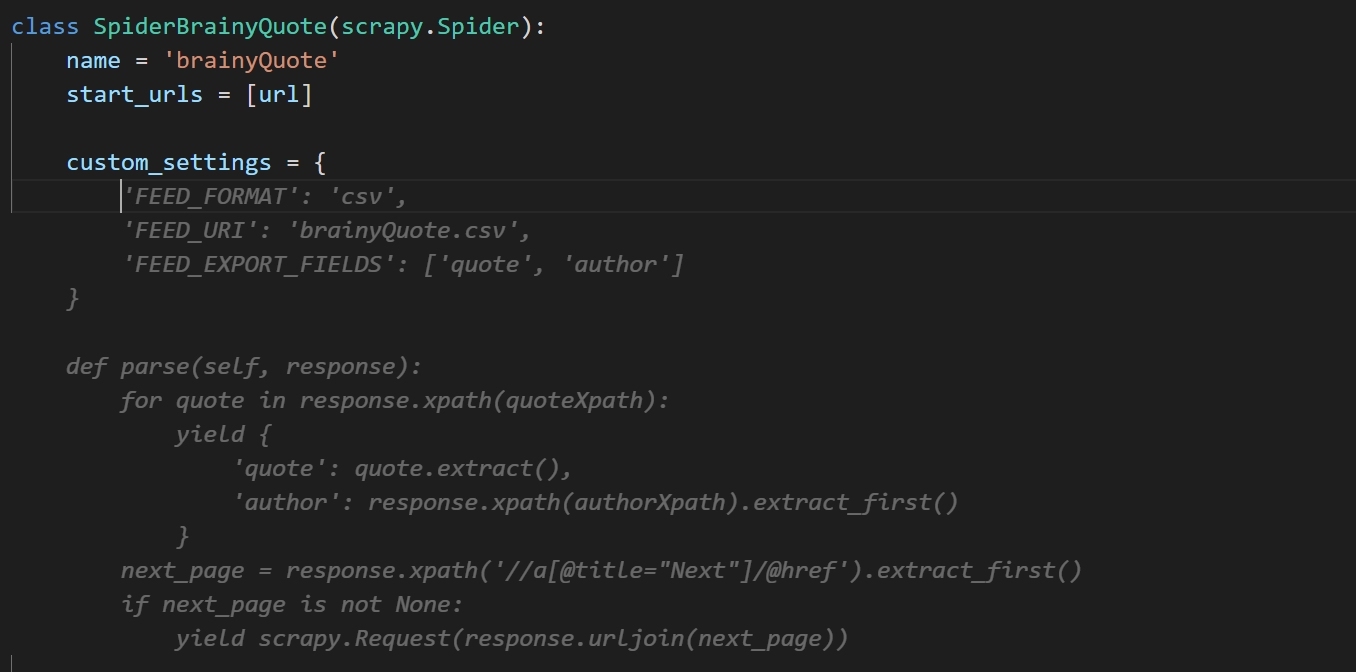 class SpiderBrainyQuote(scrapy.Spider):
    name = 'brainyQuote'
    start_urls = [url]

    custom_settings = {
        'FEED_FORMAT': 'csv',
        'FEED_URI': 'brainyQuote.csv',
        'FEED_EXPORT_FIELDS': ['quote', 'author']
    }

    def parse(self, response):
        for quote in response.xpath(quoteXpath):
            yield {
                'quote': quote.extract(),
                'author': response.xpath(authorXpath).extract_first()
            }
        next_page = response.xpath('//a[@title="Next"]/@href').extract_first()
        if next_page is not None:
            yield scrapy.Request(response.urljoin(next_page))